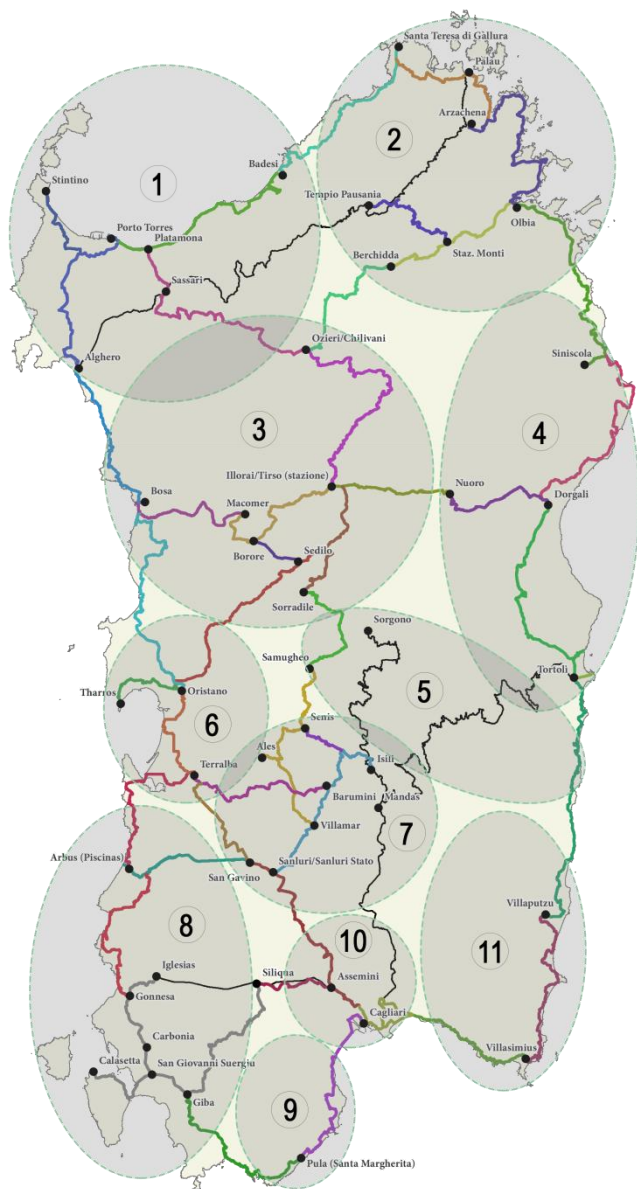 Santa Teresa di Gallura
Palau
Arzachena
2
Badesi
1
Stintino
Tempio Pausania
Olbia
Porto Torres
Platamona
Staz. Monti
Berchidda
Sassari
Ozieri/Chilivani
Siniscola
Alghero
3
4
Illorai/Tirso (stazione)
Nuoro
Bosa
Macomer
Dorgali
Borore
Sedilo
Sorradile
Sorgono
Samugheo
Tortolì
5
Tharros
Oristano
6
Senis
Ales
Isili
Terralba
Barumini
Mandas
Villamar
7
Arbus (Piscinas)
San Gavino
Sanluri/Sanluri Stato
Villaputzu
8
10
11
Iglesias
Siliqua
Assemini
Gonnesa
Cagliari
Carbonia
Villasimius
Calasetta
San Giovanni Suergiu
Giba
9
Pula (Santa Margherita)